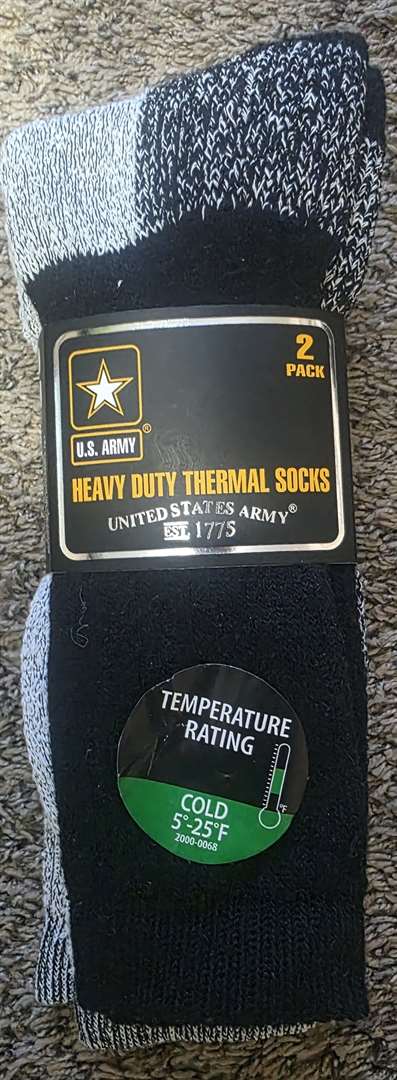 2
PACK
U.S. ARMY®
HEAVY DUTY THERMAL SOCKS
UNITED STATES ARMY®
EST. 1775
TEMPERATURE
RATING
°F
COLD
5°-25°F
2000-0068